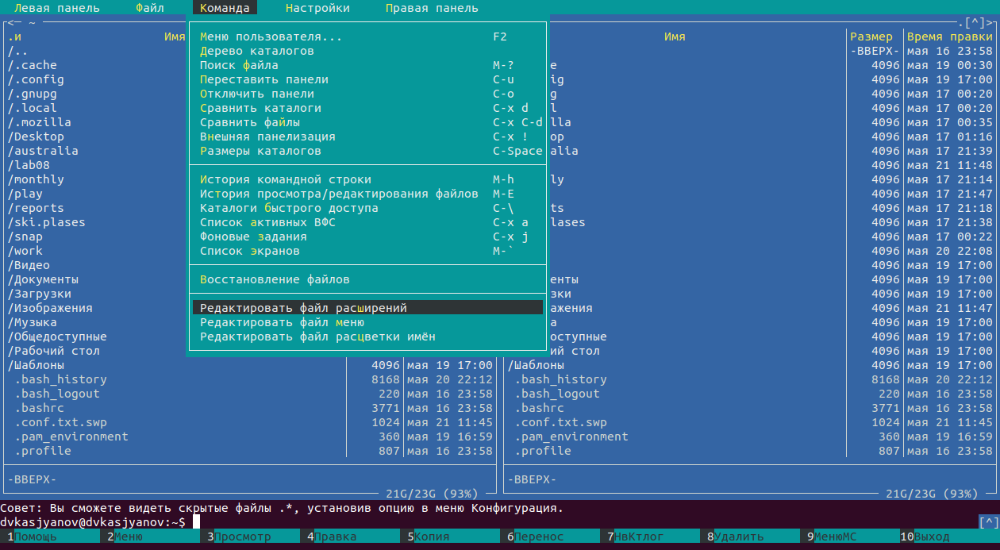 Левая панель Файл Команда Настройки Правая панель
<─ ~ .[^]>
.и Имя Меню пользователя... F2 Имя Размер Время правки
/.. Дерево каталогов -ВВЕРХ- мая 16 23:58
/.cache Поиск файла M-? e 4096 мая 19 00:30
/.config Переставить панели C-u ig 4096 мая 19 17:00
/.gnupg Отключить панели C-o g 4096 мая 17 00:20
/.local Сравнить каталоги C-x d l 4096 мая 17 00:20
/.mozilla Сравнить файлы C-x C-d lla 4096 мая 17 00:35
/Desktop Внешняя панелизация C-x ! op 4096 мая 17 01:16
/australia Размеры каталогов C-Space alia 4096 мая 17 21:39
/lab08 4096 мая 21 11:48
/monthly История командной строки M-h ly 4096 мая 17 21:14
/play История просмотра/редактирования файлов M-E 4096 мая 17 21:47
/reports Каталоги быстрого доступа C-\ ts 4096 мая 17 21:18
/ski.plases Список активных ВФС C-x a lases 4096 мая 17 21:38
/snap Фоновые задания C-x j 4096 мая 17 00:22
/work Список экранов M-` 4096 мая 20 22:08
/Видео 4096 мая 19 17:00
/Документы Восстановление файлов енты 4096 мая 19 17:00
/Загрузки зки 4096 мая 19 17:00
/Изображения Редактировать файл расширений ажения 4096 мая 21 11:47
/Музыка Редактировать файл меню а 4096 мая 19 17:00
/Общедоступные Редактировать файл расцветки имён оступные 4096 мая 19 17:00
/Рабочий стол ий стол 4096 мая 19 17:00
/Шаблоны 4096 мая 19 17:00 /Шаблоны 4096 мая 19 17:00
.bash_history 8168 мая 20 22:12 .bash_history 8168 мая 20 22:12
.bash_logout 220 мая 16 23:58 .bash_logout 220 мая 16 23:58
.bashrc 3771 мая 16 23:58 .bashrc 3771 мая 16 23:58
.conf.txt.swp 1024 мая 21 11:45 .conf.txt.swp 1024 мая 21 11:45
.pam_environment 360 мая 19 16:59 .pam_environment 360 мая 19 16:59
.profile 807 мая 16 23:58 .profile 807 мая 16 23:58
-ВВЕРХ- -ВВЕРХ-
21G/23G (93%) 21G/23G (93%)
Совет: Вы сможете видеть скрытые файлы .*, установив опцию в меню Конфигурация.
dvkasjyanov@dvkasjyanov:~$ [^]
1Помощь 2Меню 3Просмотр 4Правка 5Копия 6Перенос 7НвКтлог 8Удалить 9МенюМС 10Выход